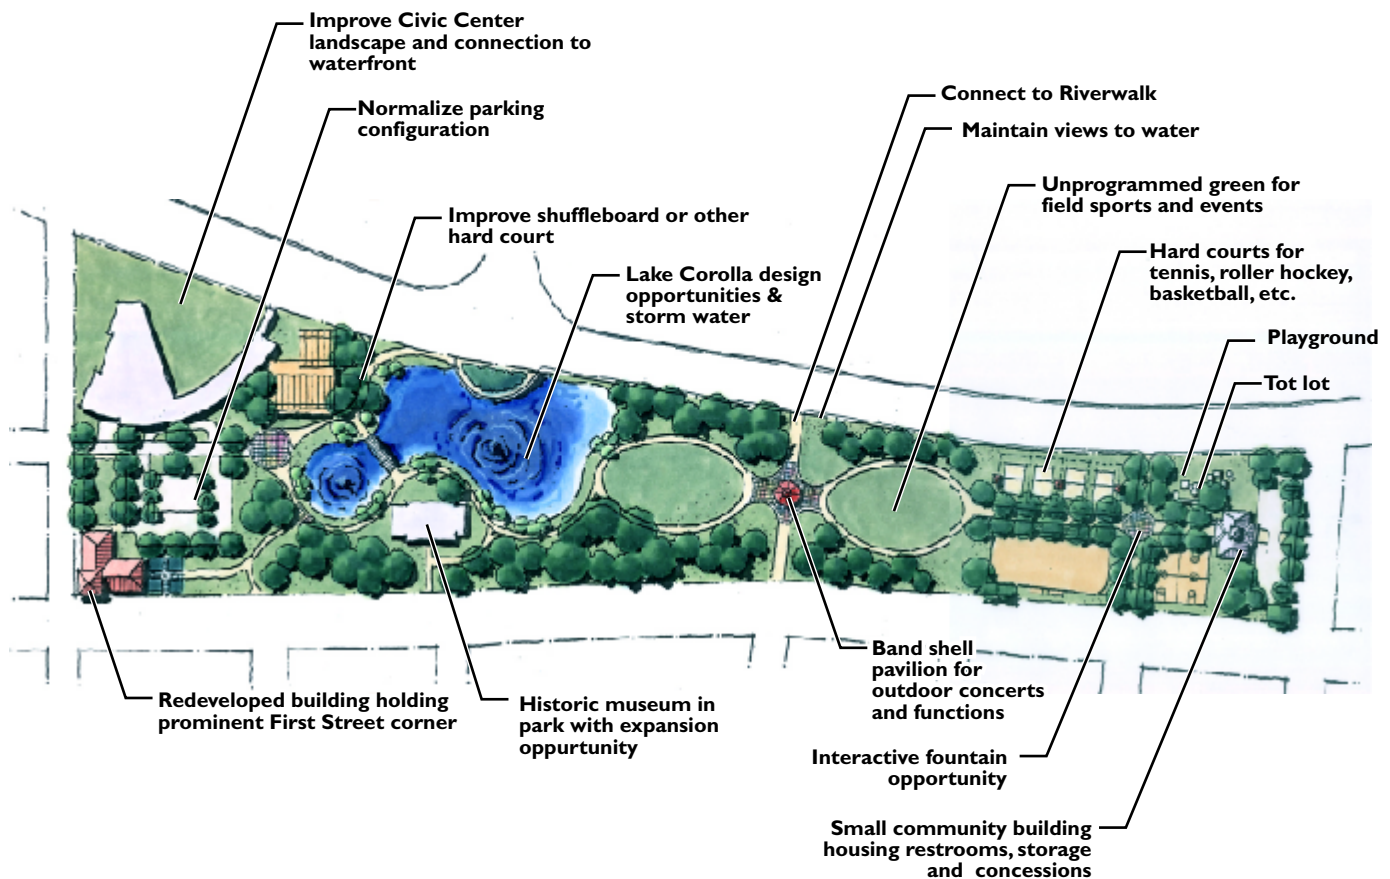 Improve Civic Center
landscape and connection to
waterfront
Normalize parking
configuration
Connect to Riverwalk
Maintain views to water
Unprogrammed green for
field sports and events
Improve shuffleboard or other
hard court
Hard courts for
tennis, roller hockey,
basketball, etc.
Lake Corolla design
opportunities &
storm water
Playground
Tot lot
Band shell
pavilion for
outdoor concerts
and functions
Redeveloped building holding
prominent First Street corner
Historic museum in
park with expansion
oppurtunity
Interactive fountain
opportunity
Small community building
housing restrooms, storage
and concessions